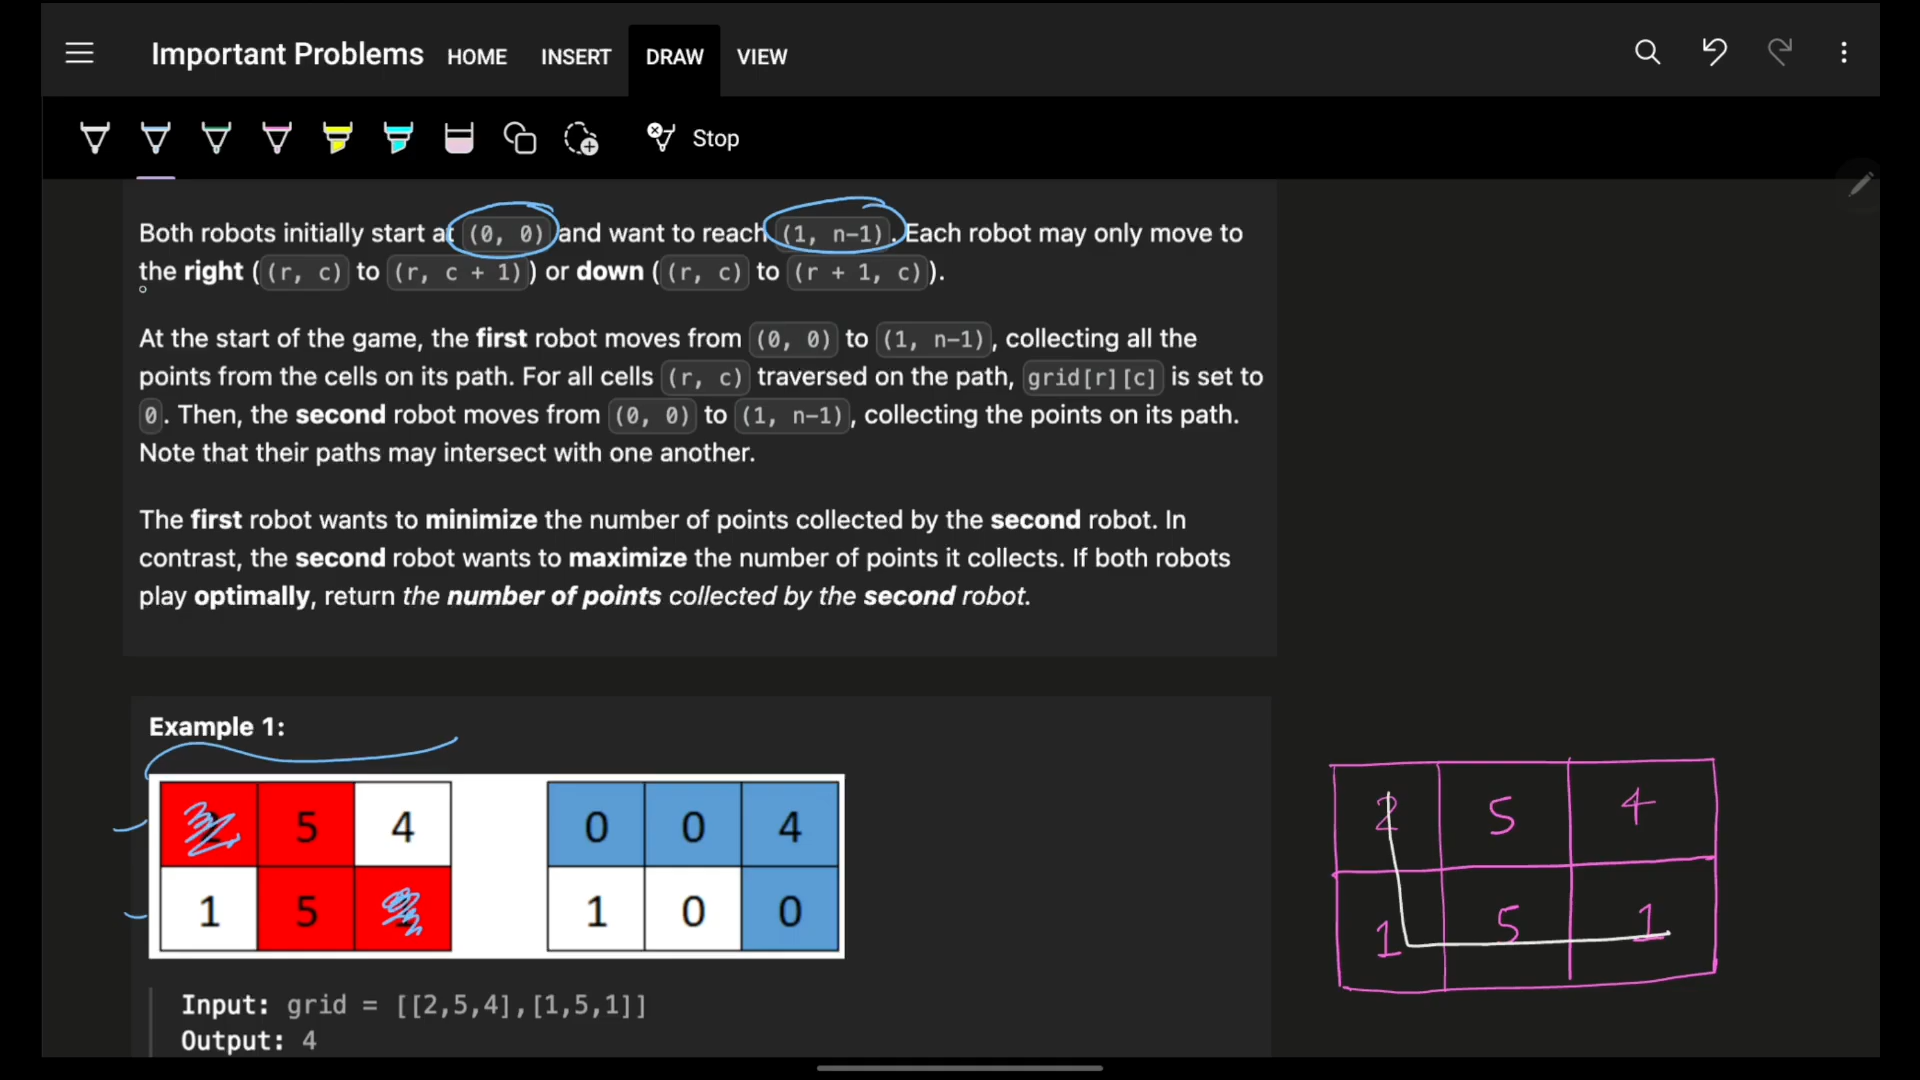 Important Problems HOME INSERT DRAW VIEW
Stop
Both robots initially start at (0, 0) and want to reach (1, n-1). Each robot may only move to
the right ((r, c) to (r, c + 1)) or down ((r, c) to (r + 1, c)).
At the start of the game, the first robot moves from (0, 0) to (1, n-1), collecting all the
points from the cells on its path. For all cells (r, c) traversed on the path, grid[r][c] is set to
0. Then, the second robot moves from (0, 0) to (1, n-1), collecting the points on its path.
Note that their paths may intersect with one another.
The first robot wants to minimize the number of points collected by the second robot. In
contrast, the second robot wants to maximize the number of points it collects. If both robots
play optimally, return the number of points collected by the second robot.
Example 1:
5 4
1 5
0 0 4
1 0 0
2 5 4
1 5 1
Input: grid = [[2,5,4],[1,5,1]]
Output: 4